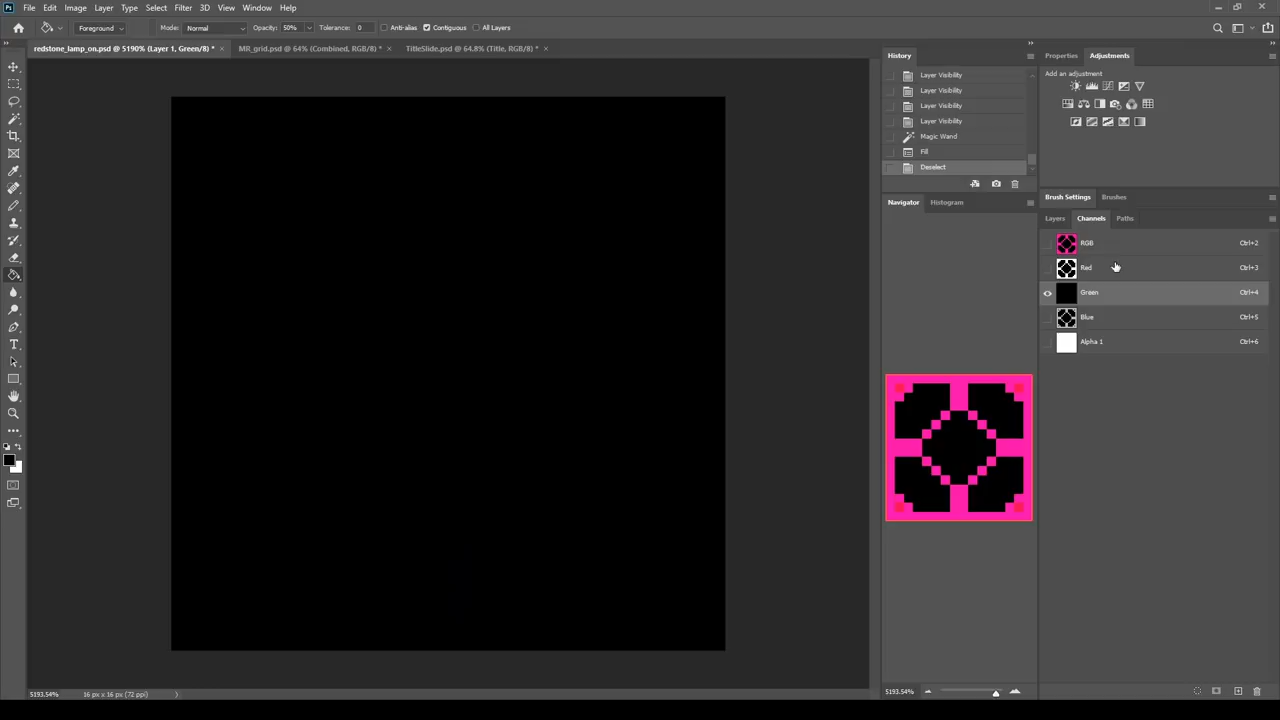 File Edit Image Layer Type Select Filter 3D View Window Help
Foreground Mode: Normal Opacity: 50% Tolerance: 0 Anti-alias Contiguous All Layers
redstone_lamp_on.psd @ 5190% (Layer 1, Green/8) * × MR_grid.psd @ 64% (Combined, RGB/8) * × TitleSlide.psd @ 64.8% (Title, RGB/8) * ×
History
Layer Visibility
Layer Visibility
Layer Visibility
Layer Visibility
Magic Wand
Fill
Deselect
Navigator Histogram
5193.54%
Properties Adjustments
Add an adjustment
Brush Settings Brushes
Layers Channels Paths
RGB Ctrl+2
Red Ctrl+3
Green Ctrl+4
Blue Ctrl+5
Alpha 1 Ctrl+6
5193.54% 16 px x 16 px (72 ppi)